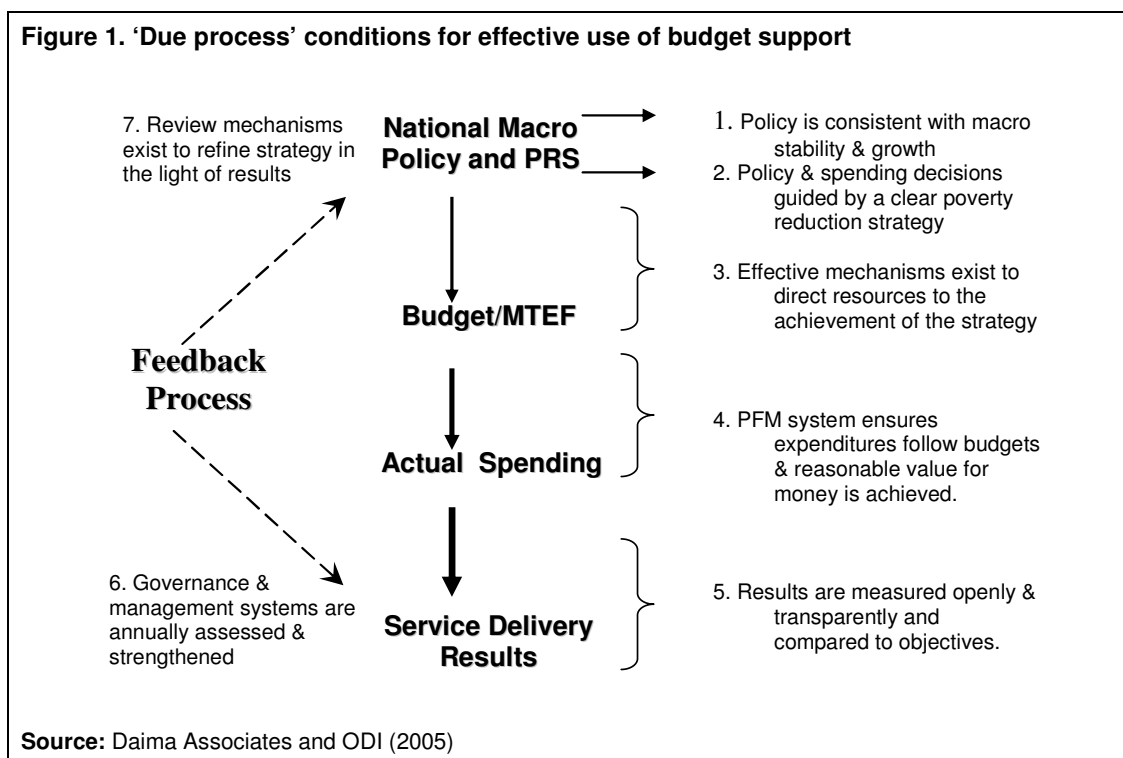 Figure 1. ‘Due process’ conditions for effective use of budget support
7. Review mechanisms
exist to refine strategy in
the light of results
National Macro
Policy and PRS
1. Policy is consistent with macro
stability & growth
2. Policy & spending decisions
guided by a clear poverty
reduction strategy
3. Effective mechanisms exist to
direct resources to the
achievement of the strategy
Budget/MTEF
Feedback
Process
4. PFM system ensures
expenditures follow budgets
& reasonable value for
money is achieved.
Actual Spending
6. Governance &
management systems are
annually assessed &
strengthened
Service Delivery
Results
5. Results are measured openly &
transparently and
compared to objectives.
Source: Daima Associates and ODI (2005)